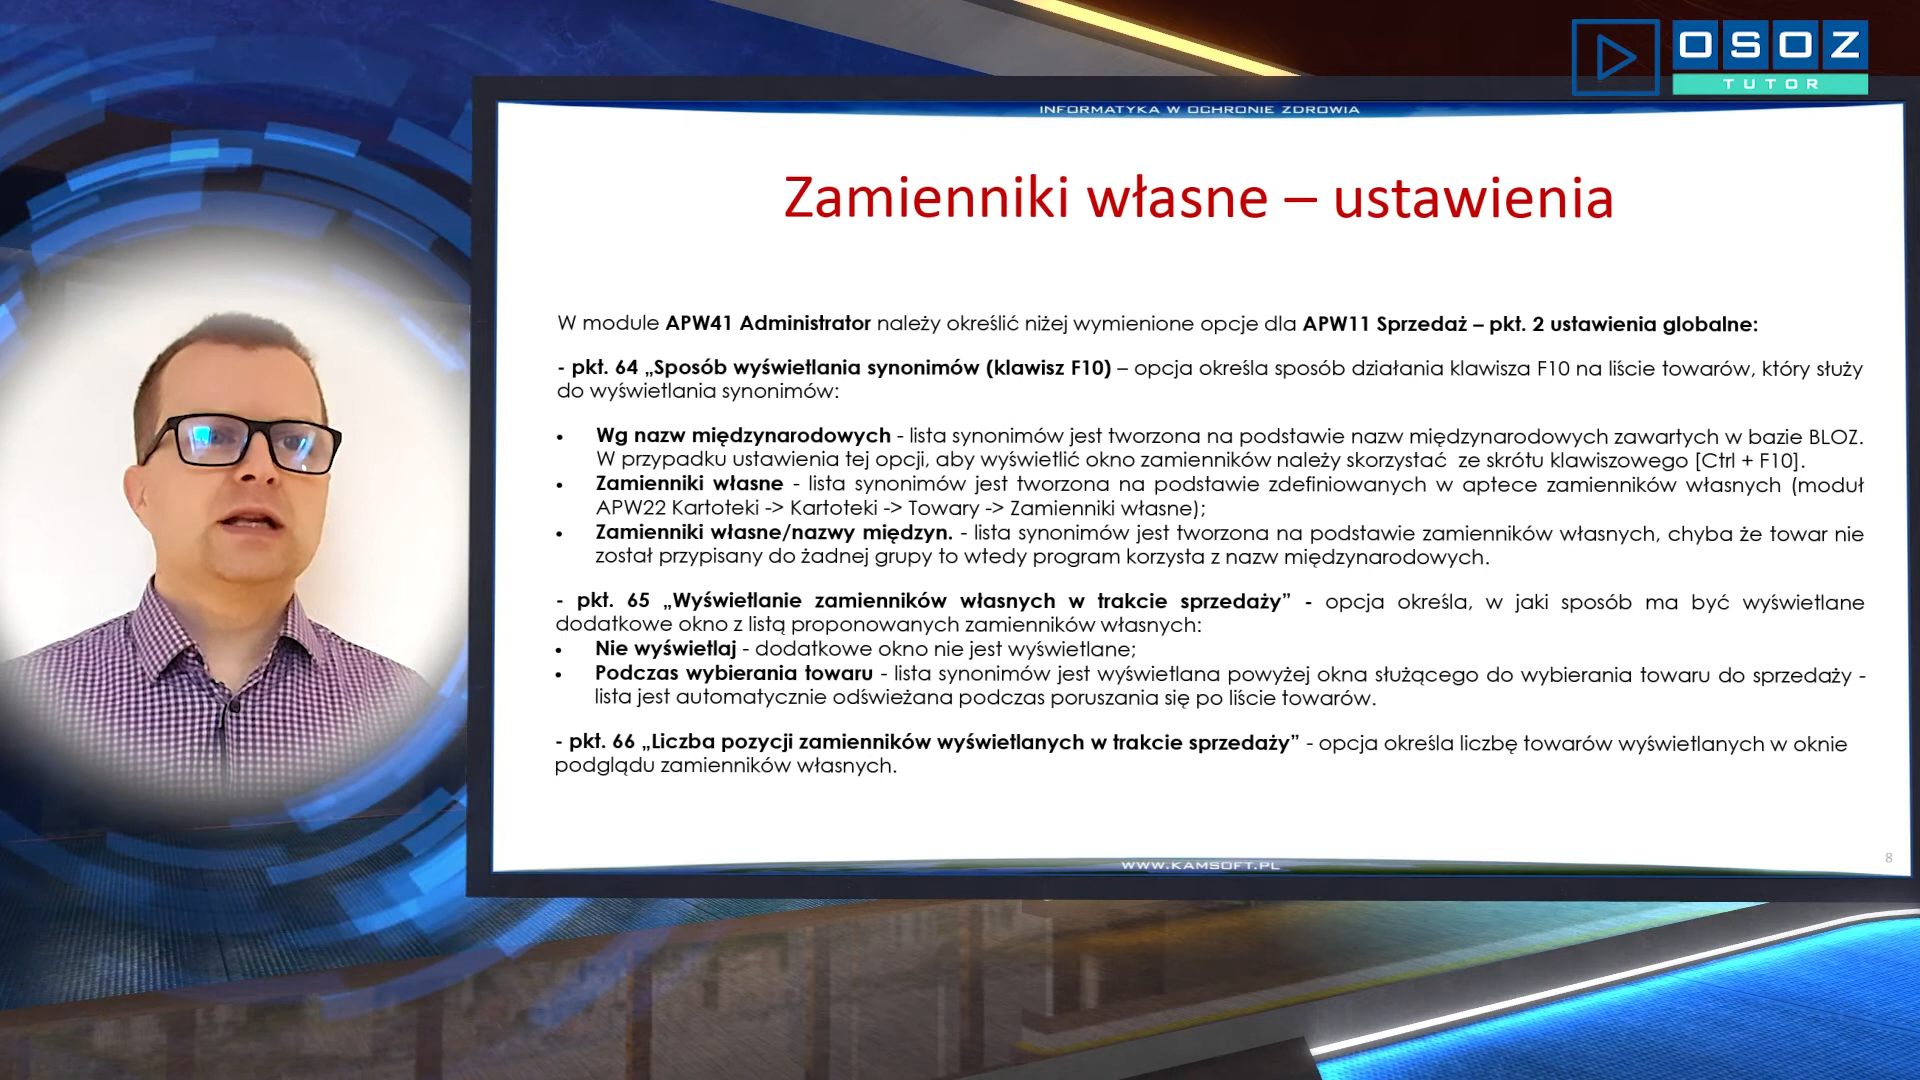 OSOZ
TUTOR
INFORMATYKA W OCHRONIE ZDROWIA
Zamienniki własne – ustawienia
W module APW41 Administrator należy określić niżej wymienione opcje dla APW11 Sprzedaż – pkt. 2 ustawienia globalne:
- pkt. 64 „Sposób wyświetlania synonimów (klawisz F10) – opcja określa sposób działania klawisza F10 na liście towarów, który służy
do wyświetlania synonimów:
• Wg nazw międzynarodowych - lista synonimów jest tworzona na podstawie nazw międzynarodowych zawartych w bazie BLOZ.
W przypadku ustawienia tej opcji, aby wyświetlić okno zamienników należy skorzystać ze skrótu klawiszowego [Ctrl + F10].
• Zamienniki własne - lista synonimów jest tworzona na podstawie zdefiniowanych w aptece zamienników własnych (moduł
APW22 Kartoteki -> Kartoteki -> Towary -> Zamienniki własne);
• Zamienniki własne/nazwy międzyn. - lista synonimów jest tworzona na podstawie zamienników własnych, chyba że towar nie
został przypisany do żadnej grupy to wtedy program korzysta z nazw międzynarodowych.
- pkt. 65 „Wyświetlanie zamienników własnych w trakcie sprzedaży” - opcja określa, w jaki sposób ma być wyświetlane
dodatkowe okno z listą proponowanych zamienników własnych:
• Nie wyświetlaj - dodatkowe okno nie jest wyświetlane;
• Podczas wybierania towaru - lista synonimów jest wyświetlana powyżej okna służącego do wybierania towaru do sprzedaży -
lista jest automatycznie odświeżana podczas poruszania się po liście towarów.
- pkt. 66 „Liczba pozycji zamienników wyświetlanych w trakcie sprzedaży” - opcja określa liczbę towarów wyświetlanych w oknie
podglądu zamienników własnych.
8
WWW.KAMSOFT.PL